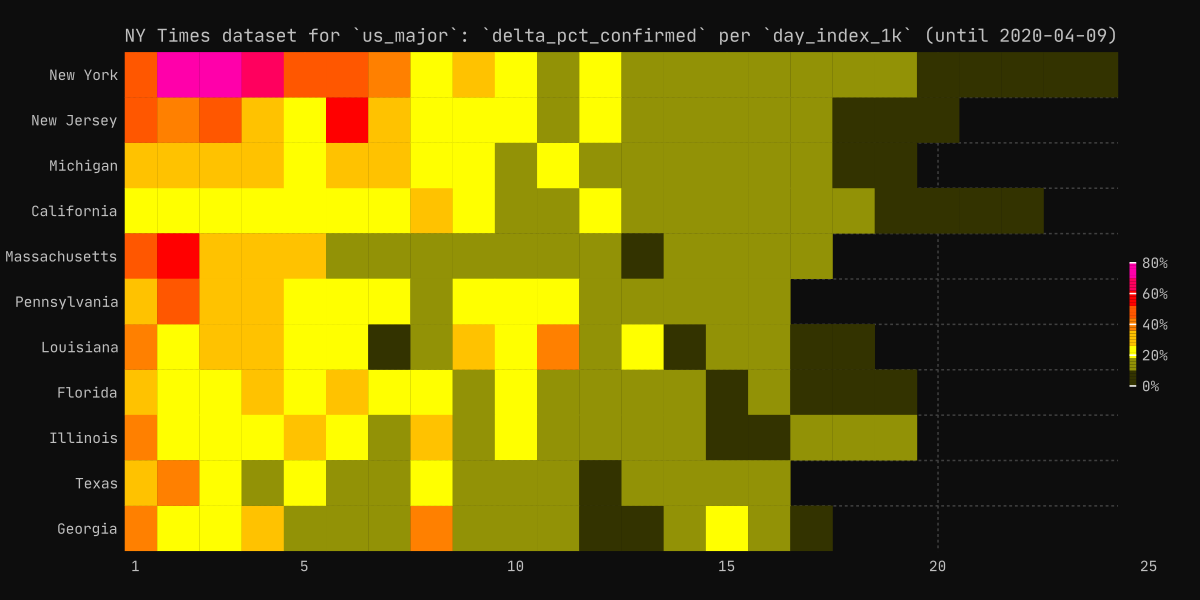 NY Times dataset for `us_major`: `delta_pct_confirmed` per `day_index_1k` (until 2020-04-09)
New York
New Jersey
Michigan
California
Massachusetts
Pennsylvania
Louisiana
Florida
Illinois
Texas
Georgia
80%
60%
40%
20%
0%
1 5 10 15 20 25